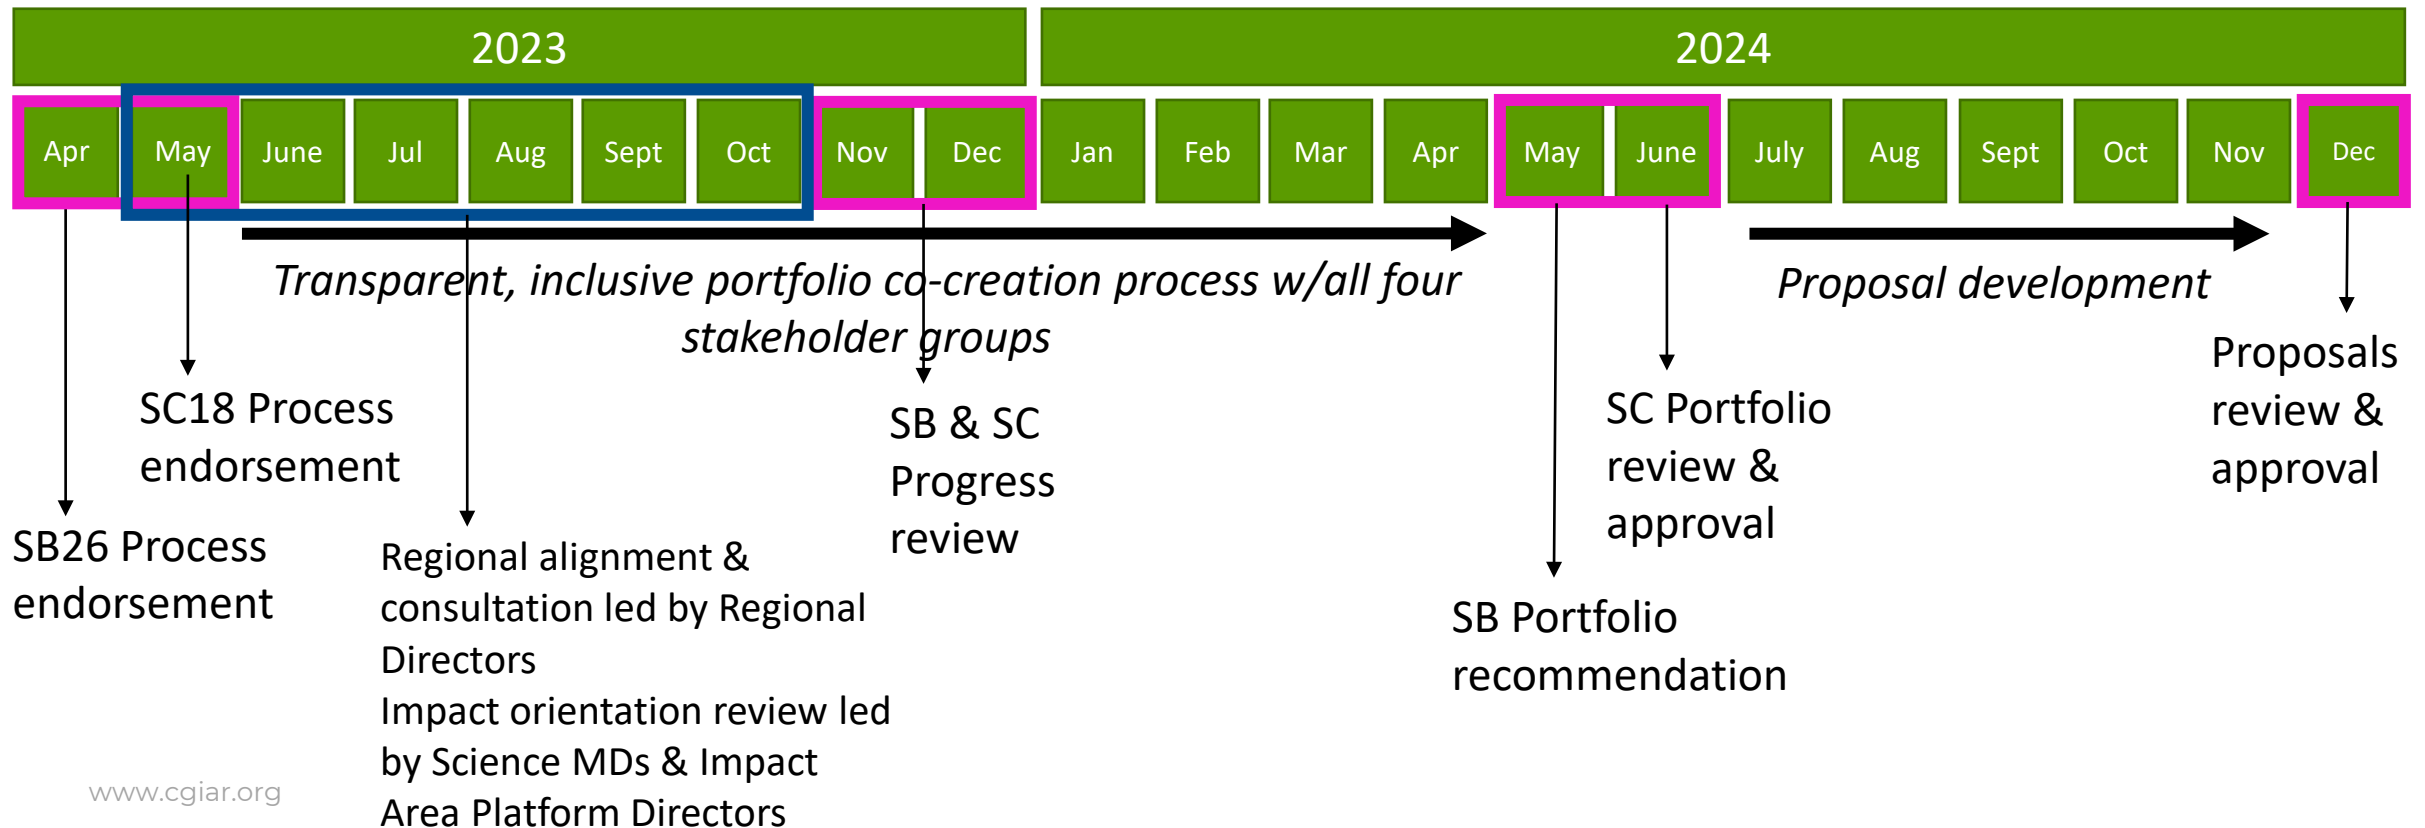 2023
2024
Apr
May
June
Jul
Aug
Sept
Oct
Nov
Dec
Jan
Feb
Mar
Apr
May
June
July
Aug
Sept
Oct
Nov
Dec
Transparent, inclusive portfolio co-creation process w/all four
stakeholder groups
Proposal development
SB26 Process
endorsement
SC18 Process
endorsement
Regional alignment &
consultation led by Regional
Directors
Impact orientation review led
by Science MDs & Impact
Area Platform Directors
SB & SC
Progress
review
SB Portfolio
recommendation
SC Portfolio
review &
approval
Proposals
review &
approval
www.cgiar.org